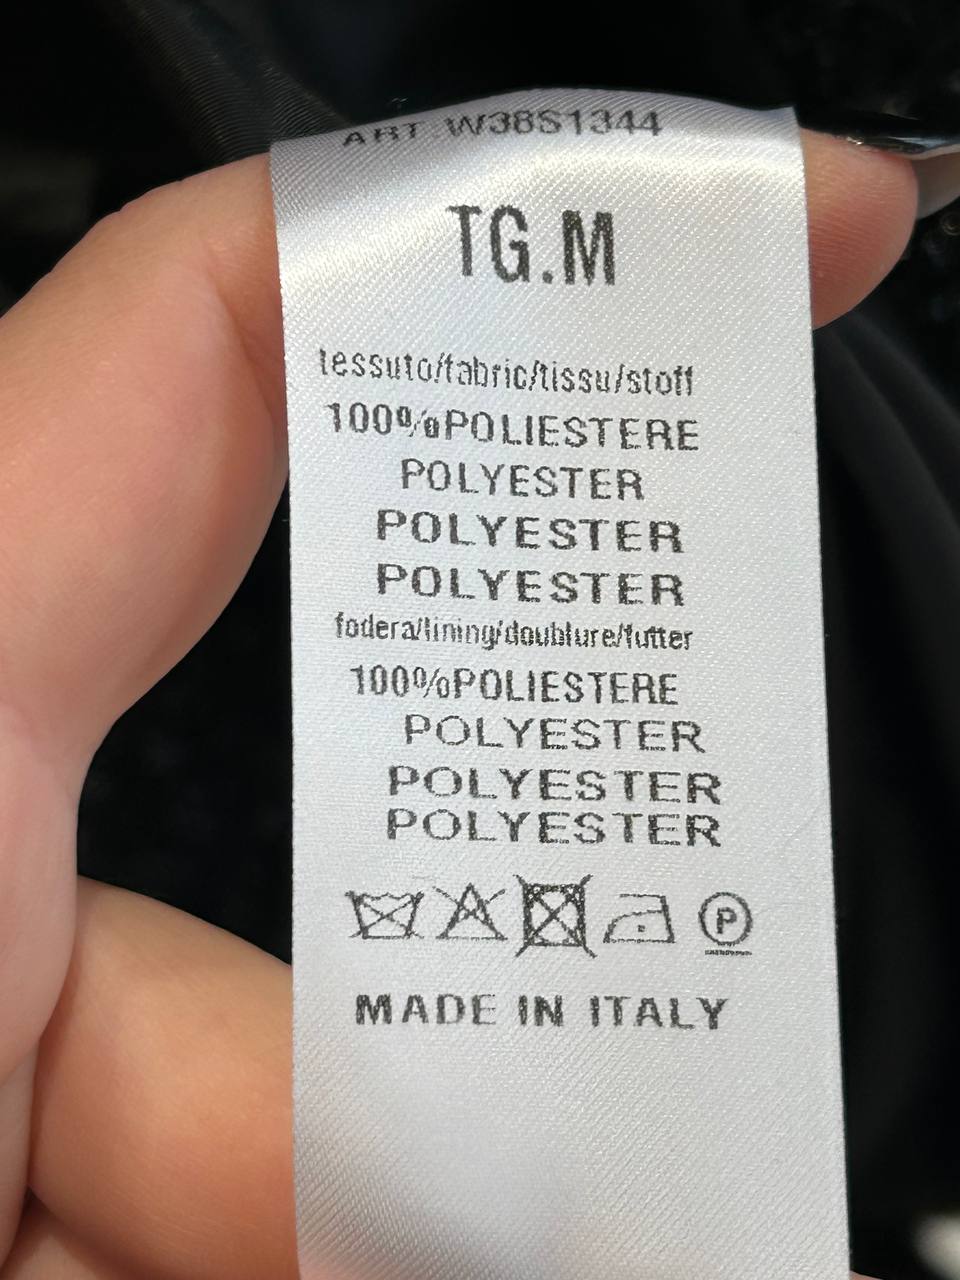 ART.W38S1344
TG.M
tessuto/fabric/tissu/stoff
100%POLIESTERE
POLYESTER
POLYESTER
POLYESTER
fodera/lining/doublure/futter
100%POLIESTERE
POLYESTER
POLYESTER
POLYESTER
P
MADE IN ITALY